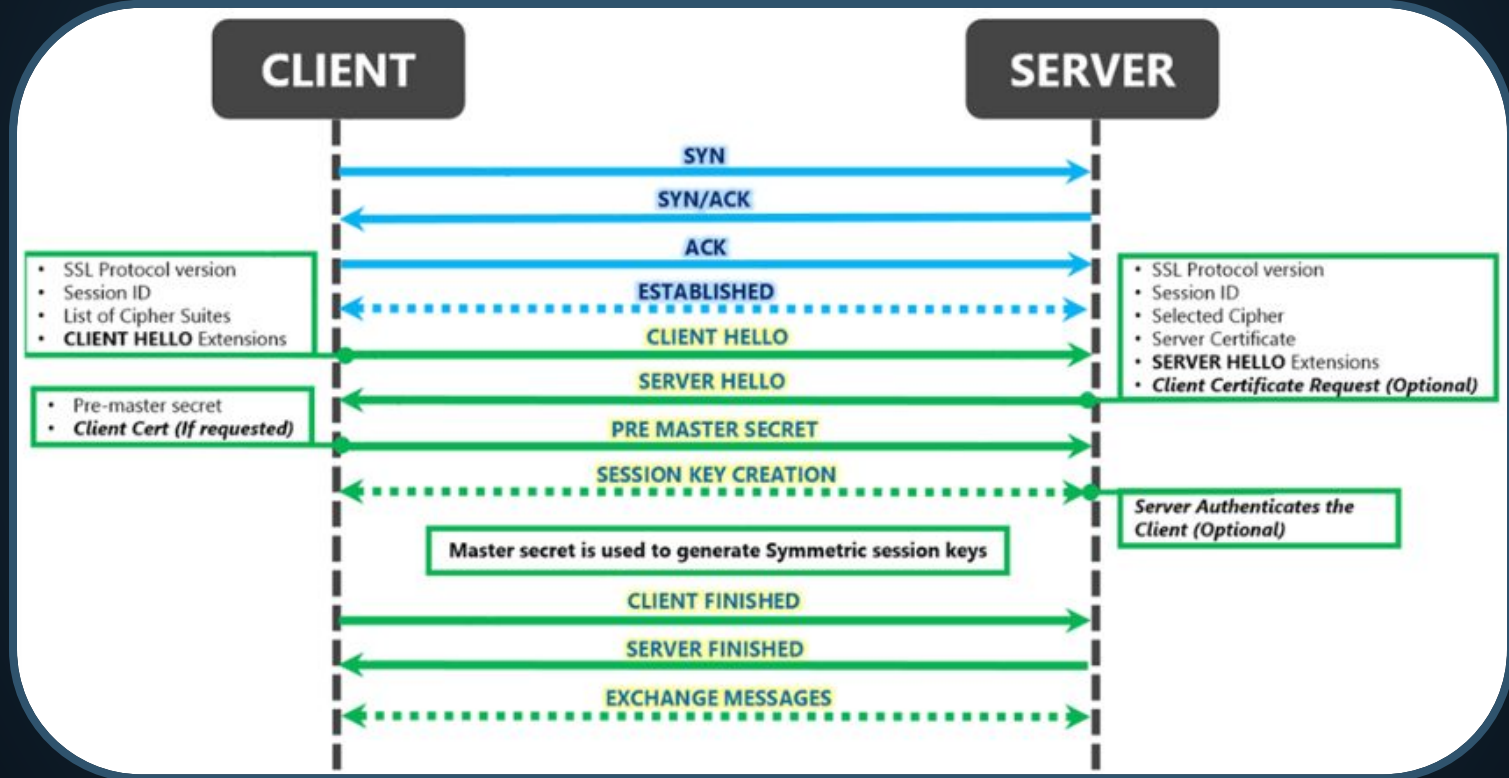 CLIENT
SERVER
SYN
SYN/ACK
ACK
ESTABLISHED
• SSL Protocol version
• Session ID
• List of Cipher Suites
• CLIENT HELLO Extensions
• SSL Protocol version
• Session ID
• Selected Cipher
• Server Certificate
• SERVER HELLO Extensions
• Client Certificate Request (Optional)
CLIENT HELLO
SERVER HELLO
• Pre-master secret
• Client Cert (If requested)
PRE MASTER SECRET
SESSION KEY CREATION
Server Authenticates the
Client (Optional)
Master secret is used to generate Symmetric session keys
CLIENT FINISHED
SERVER FINISHED
EXCHANGE MESSAGES